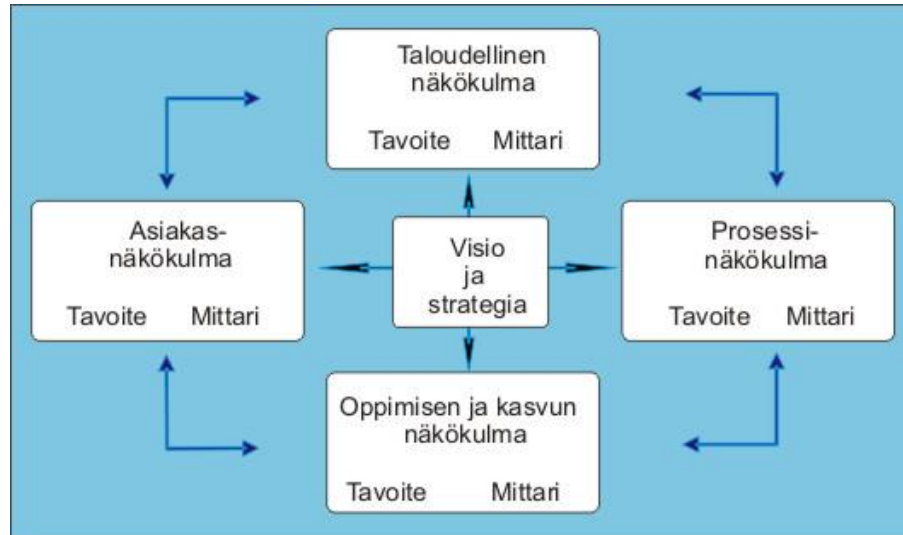 Taloudellinen
näkökulma
Tavoite Mittari
Asiakas-
näkökulma
Tavoite Mittari
Visio
ja
strategia
Prosessi-
näkökulma
Tavoite Mittari
Oppimisen ja kasvun
näkökulma
Tavoite Mittari